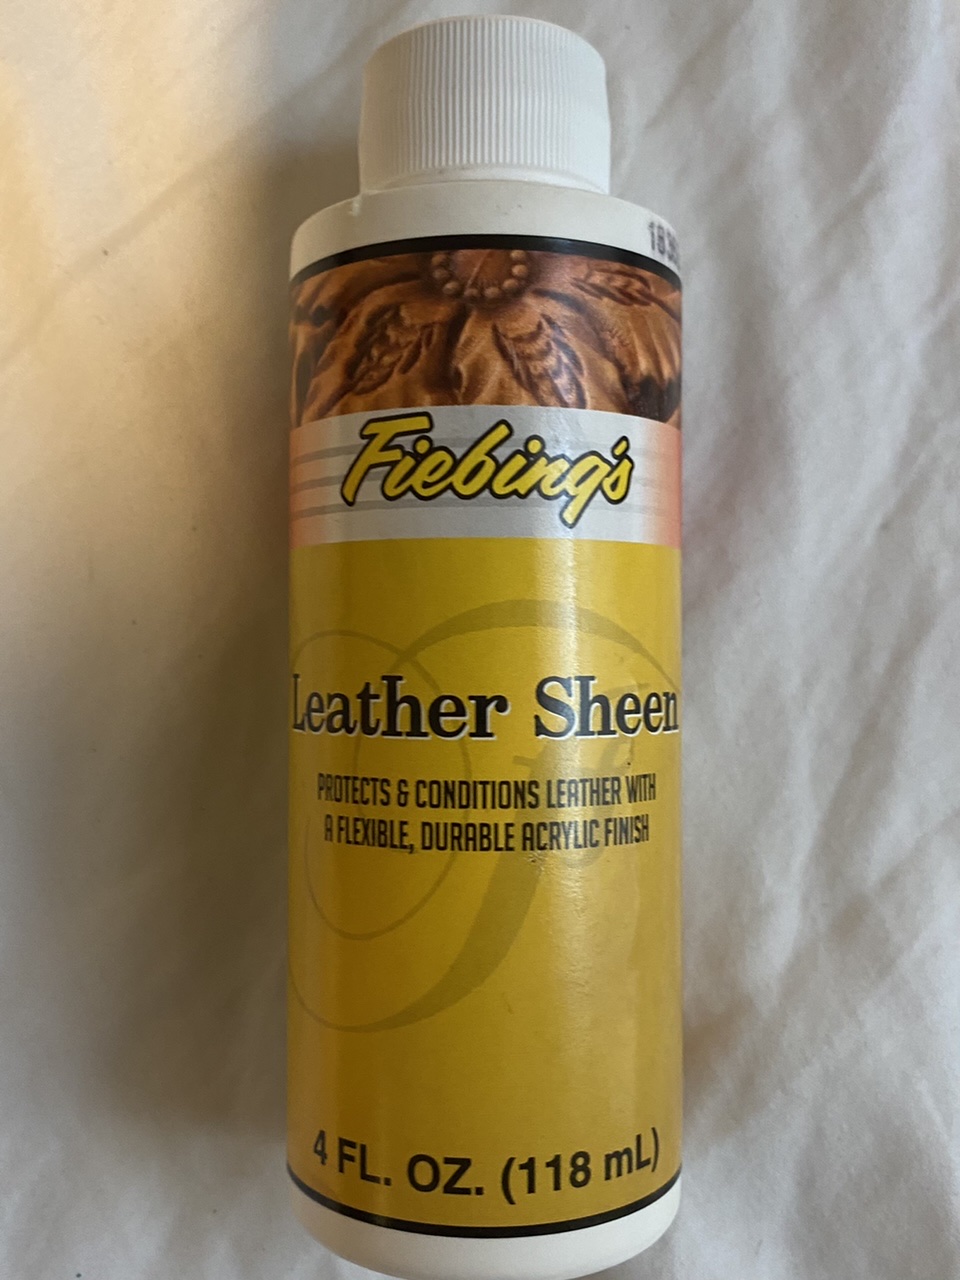 Fiebing's
Leather Sheen
PROTECTS & CONDITIONS LEATHER WITH
A FLEXIBLE, DURABLE ACRYLIC FINISH
4 FL. OZ. (118 mL)